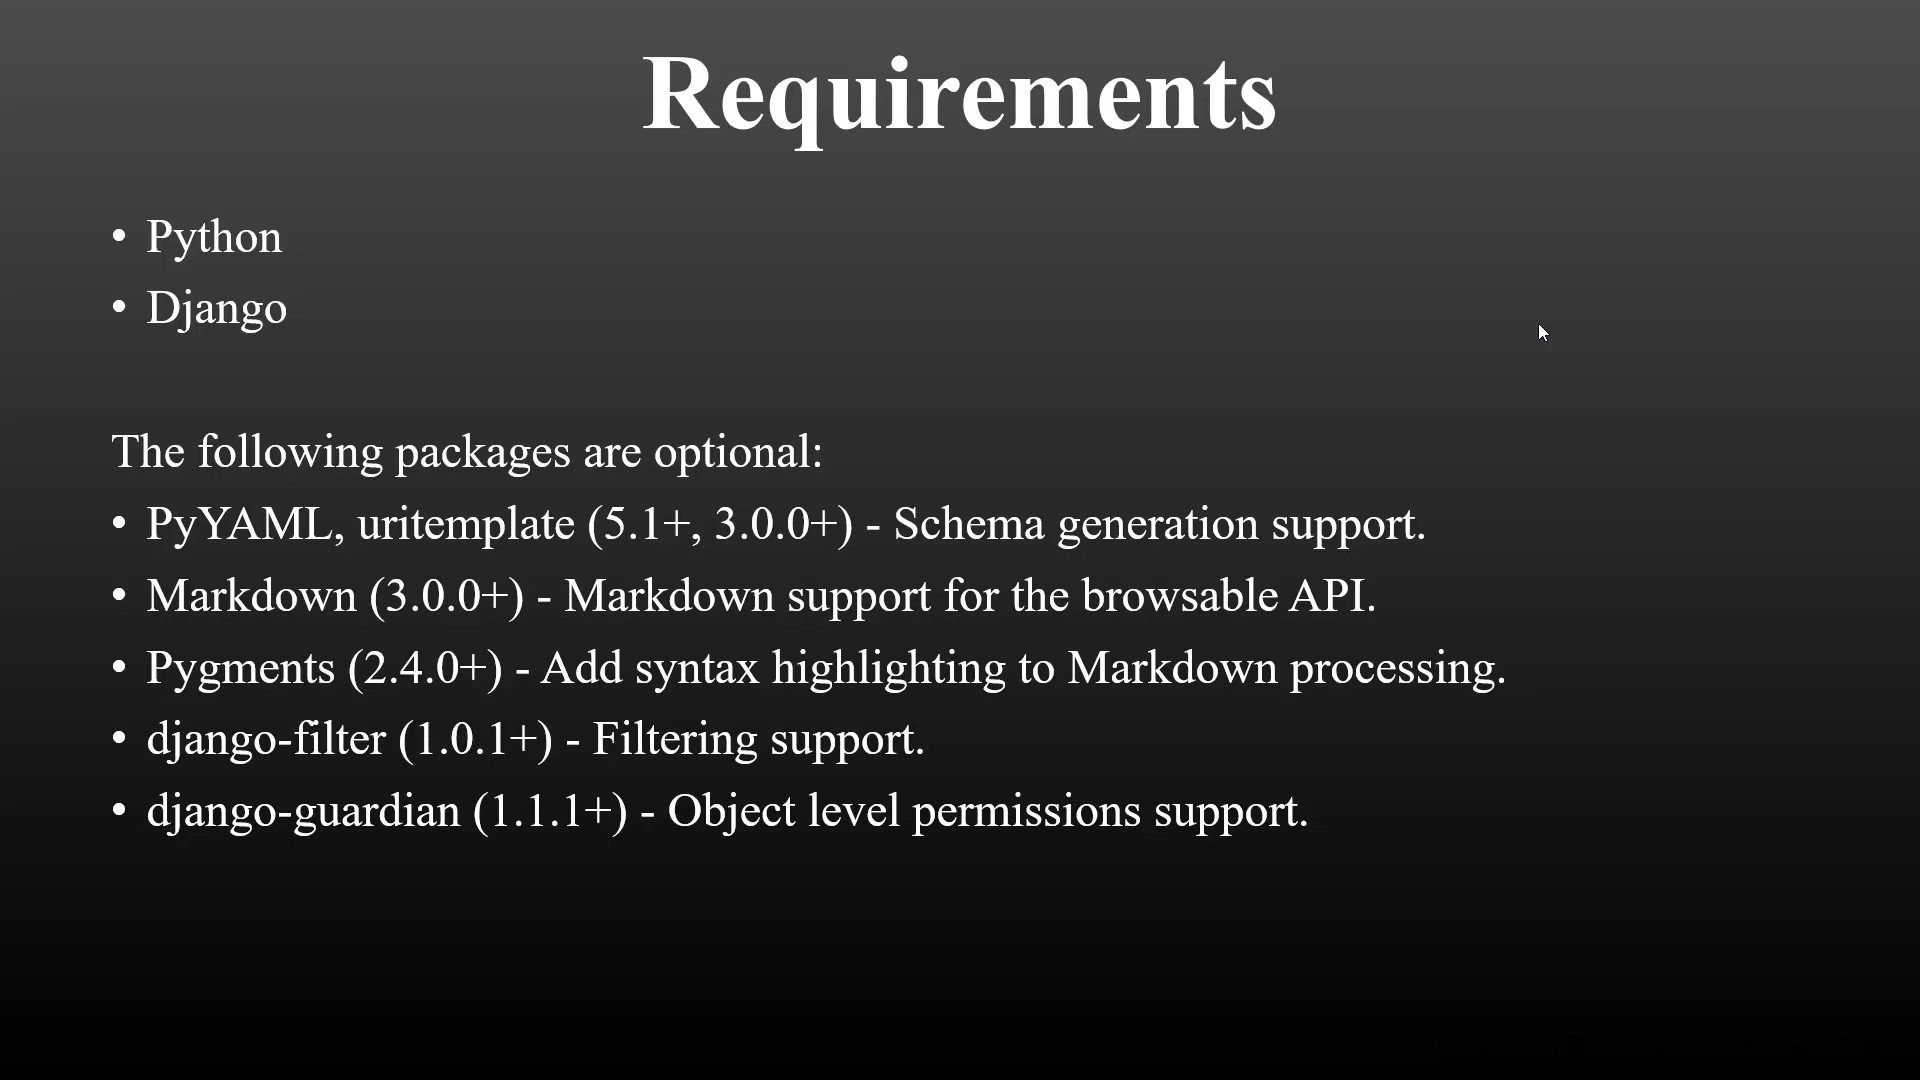 Requirements
• Python
• Django
The following packages are optional:
• PyYAML, uritemplate (5.1+, 3.0.0+) - Schema generation support.
• Markdown (3.0.0+) - Markdown support for the browsable API.
• Pygments (2.4.0+) - Add syntax highlighting to Markdown processing.
• django-filter (1.0.1+) - Filtering support.
• django-guardian (1.1.1+) - Object level permissions support.